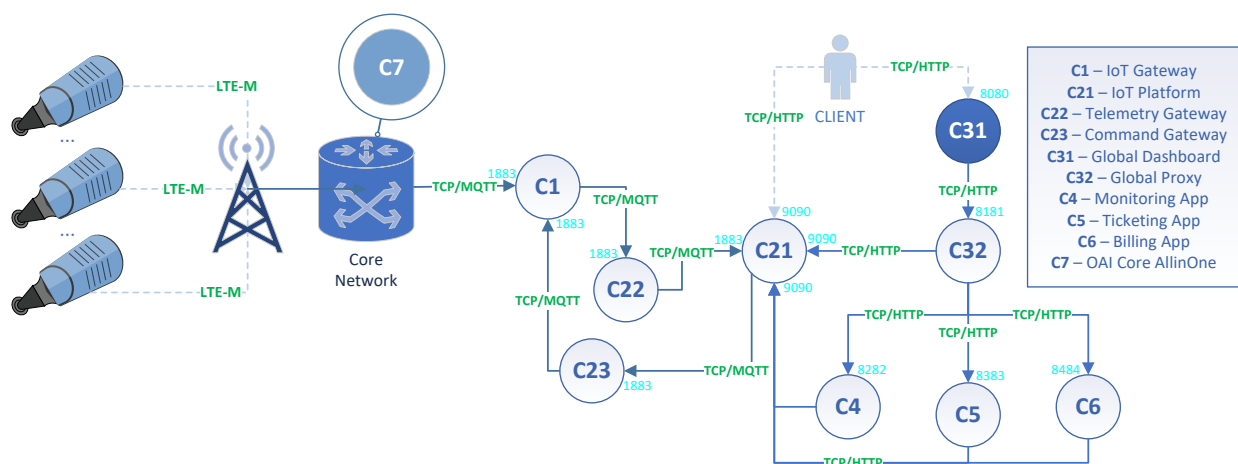 LTE-M
...
LTE-M
...
LTE-M
C7
Core
Network
TCP/MQTT
1883
C1
1883
TCP/MQTT
1883
C22
TCP/MQTT
TCP/MQTT
C23
1883
TCP/MQTT
1883
9090
C21
9090
9090
TCP/HTTP
CLIENT
TCP/HTTP
8080
C31
TCP/HTTP
8181
C32
TCP/HTTP
TCP/HTTP
TCP/HTTP
TCP/HTTP
8282
C4
8383
C5
8484
C6
TCP/HTTP
C1 – IoT Gateway
C21 – IoT Platform
C22 – Telemetry Gateway
C23 – Command Gateway
C31 – Global Dashboard
C32 – Global Proxy
C4 – Monitoring App
C5 – Ticketing App
C6 – Billing App
C7 – OAI Core AllinOne